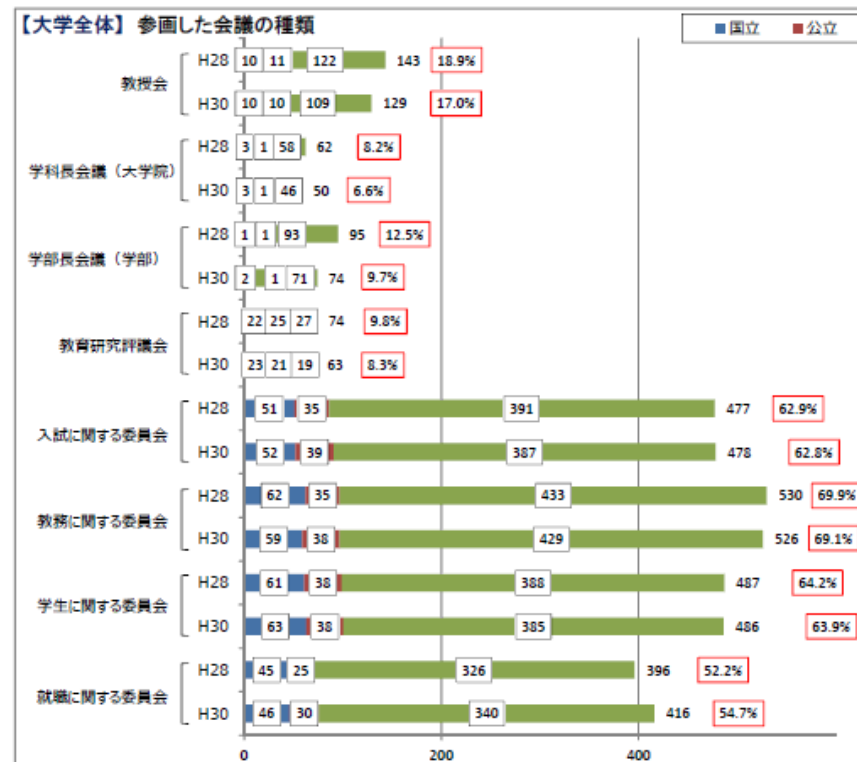 【大学全体】 参画した会議の種類
■国立 ■公立
教授会
H28 10 11 122 143 18.9%
H30 10 10 109 129 17.0%
学科長会議（大学院）
H28 3 1 58 62 8.2%
H30 3 1 46 50 6.6%
学部長会議（学部）
H28 1 1 93 95 12.5%
H30 2 1 71 74 9.7%
教育研究評議会
H28 22 25 27 74 9.8%
H30 23 21 19 63 8.3%
入試に関する委員会
H28 51 35 391 477 62.9%
H30 52 39 387 478 62.8%
教務に関する委員会
H28 62 35 433 530 69.9%
H30 59 38 429 526 69.1%
学生に関する委員会
H28 61 38 388 487 64.2%
H30 63 38 385 486 63.9%
就職に関する委員会
H28 45 25 326 396 52.2%
H30 46 30 340 416 54.7%
0 200 400